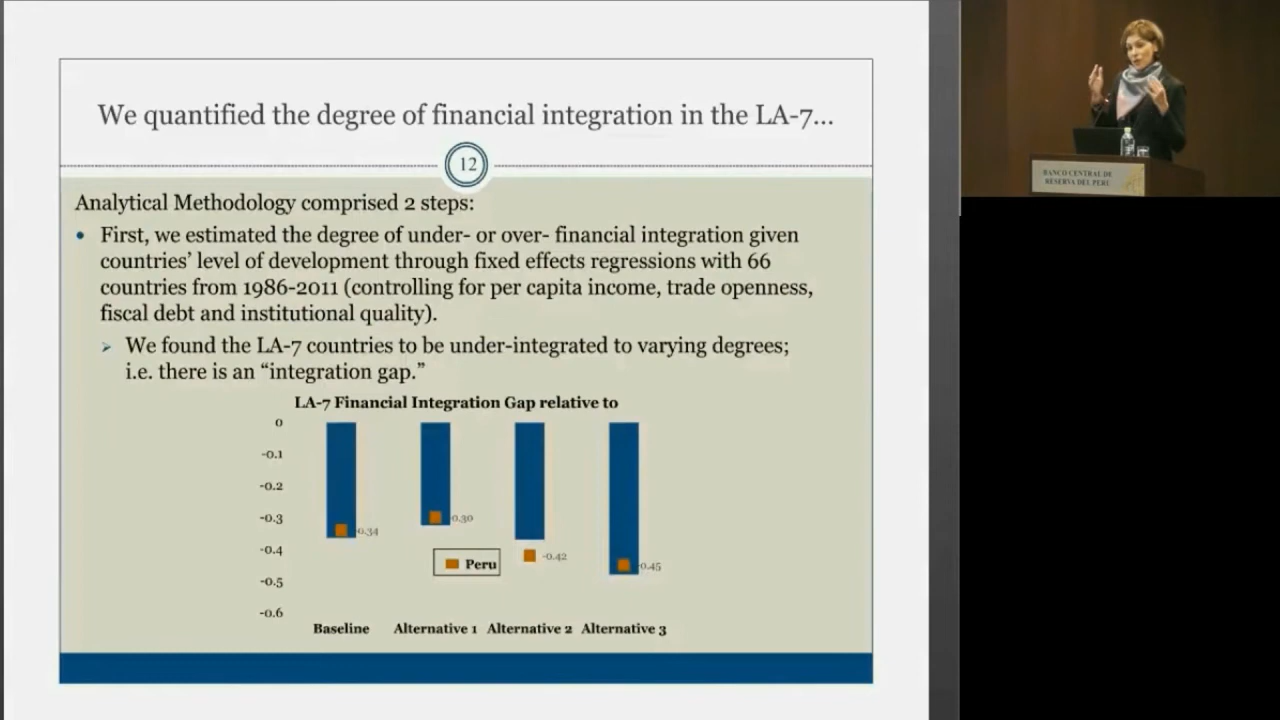 We quantified the degree of financial integration in the LA-7...
12
Analytical Methodology comprised 2 steps:
• First, we estimated the degree of under- or over- financial integration given
countries' level of development through fixed effects regressions with 66
countries from 1986-2011 (controlling for per capita income, trade openness,
fiscal debt and institutional quality).
➢ We found the LA-7 countries to be under-integrated to varying degrees;
i.e. there is an “integration gap.”
LA-7 Financial Integration Gap relative to
0
-0.1
-0.2
-0.3
-0.4
-0.5
-0.6
-0.34
-0.30
-0.42
-0.45
Peru
Baseline Alternative 1 Alternative 2 Alternative 3
BANCO CENTRAL DE
RESERVA DEL PERÚ